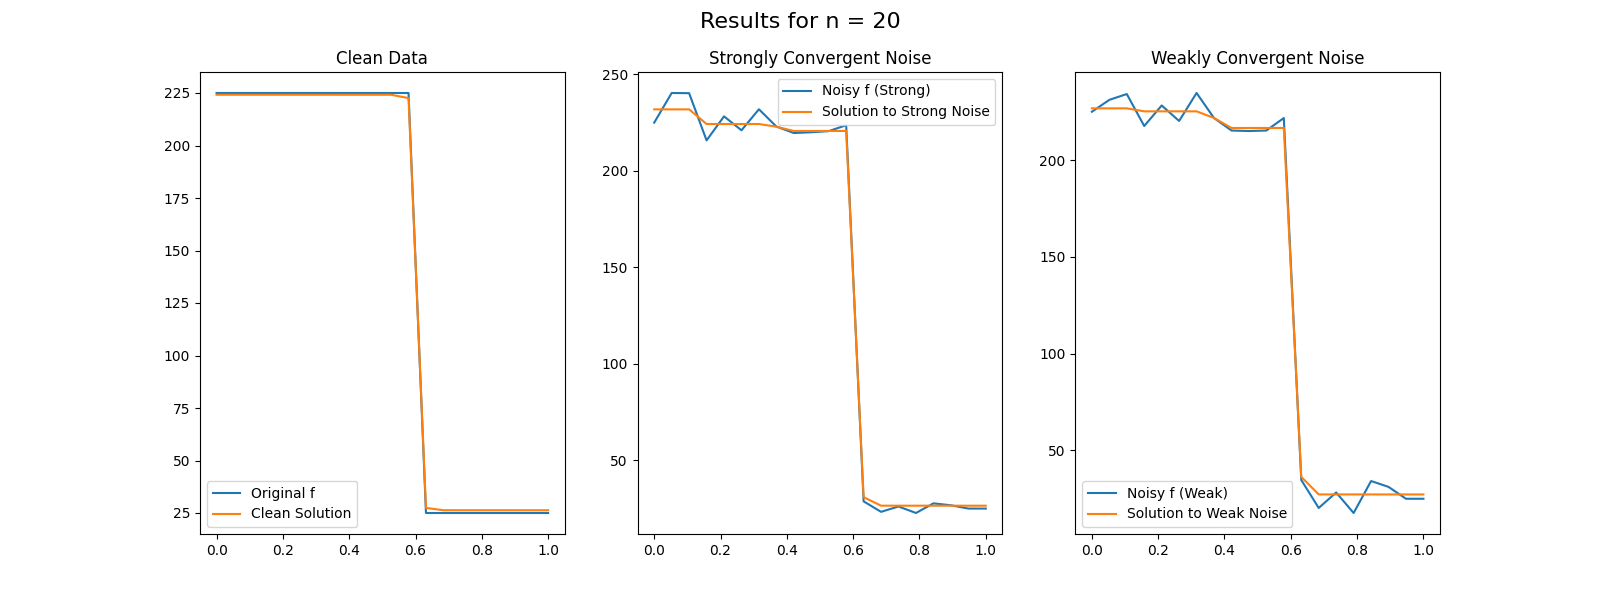 Results for n = 20
Clean Data
225
200
175
150
125
100
75
50
25
0.0 0.2 0.4 0.6 0.8 1.0
Original f
Clean Solution
Strongly Convergent Noise
250
200
150
100
50
0.0 0.2 0.4 0.6 0.8 1.0
Noisy f (Strong)
Solution to Strong Noise
Weakly Convergent Noise
200
150
100
50
0.0 0.2 0.4 0.6 0.8 1.0
Noisy f (Weak)
Solution to Weak Noise